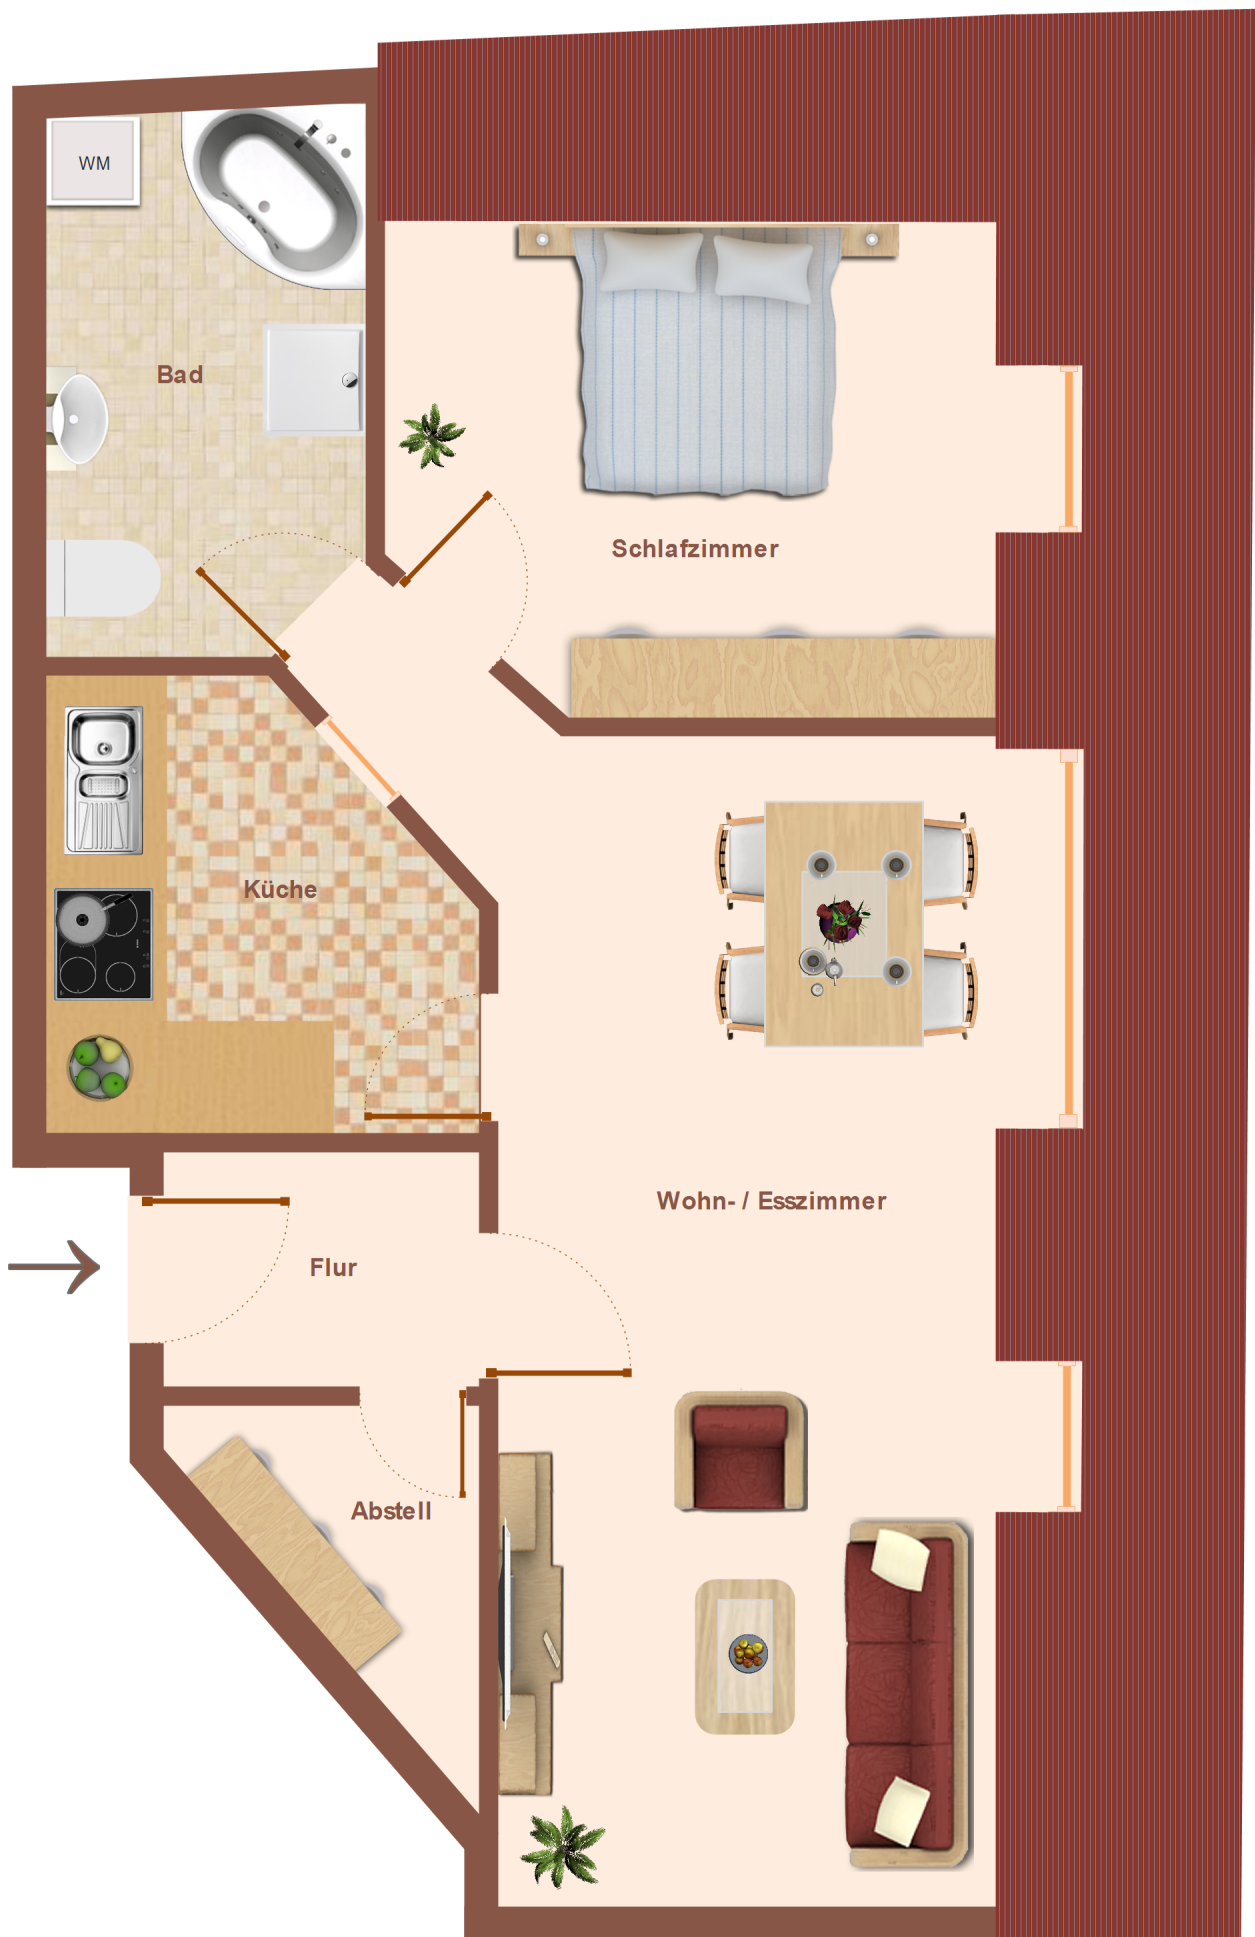 WM
Bad
Schlafzimmer
Küche
Wohn- / Esszimmer
Flur
Abstell